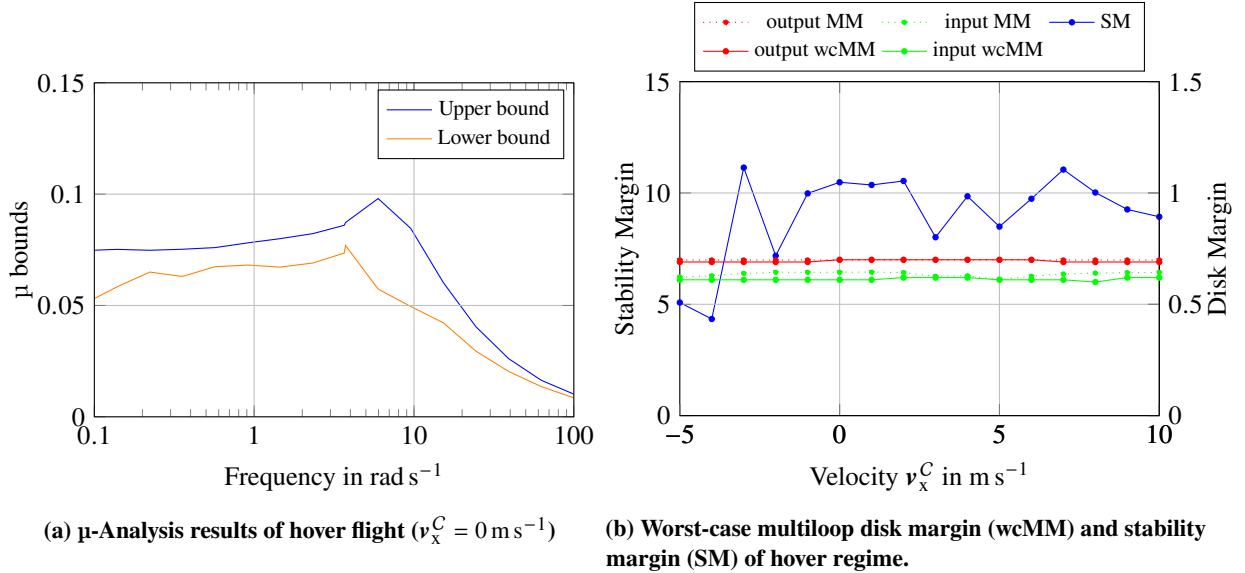 output MM input MM SM
output wcMM input wcMM
0.15
0.1
0.05
0
µ bounds
Upper bound
Lower bound
0.1 1 10 100
Frequency in rad s⁻¹
15
10
5
0
Stability Margin
1.5
1
0.5
0
Disk Margin
−5 0 5 10
Velocity v_x^C in m s⁻¹
(a) µ-Analysis results of hover flight (v_x^C = 0 m s⁻¹)
(b) Worst-case multiloop disk margin (wcMM) and stability
margin (SM) of hover regime.